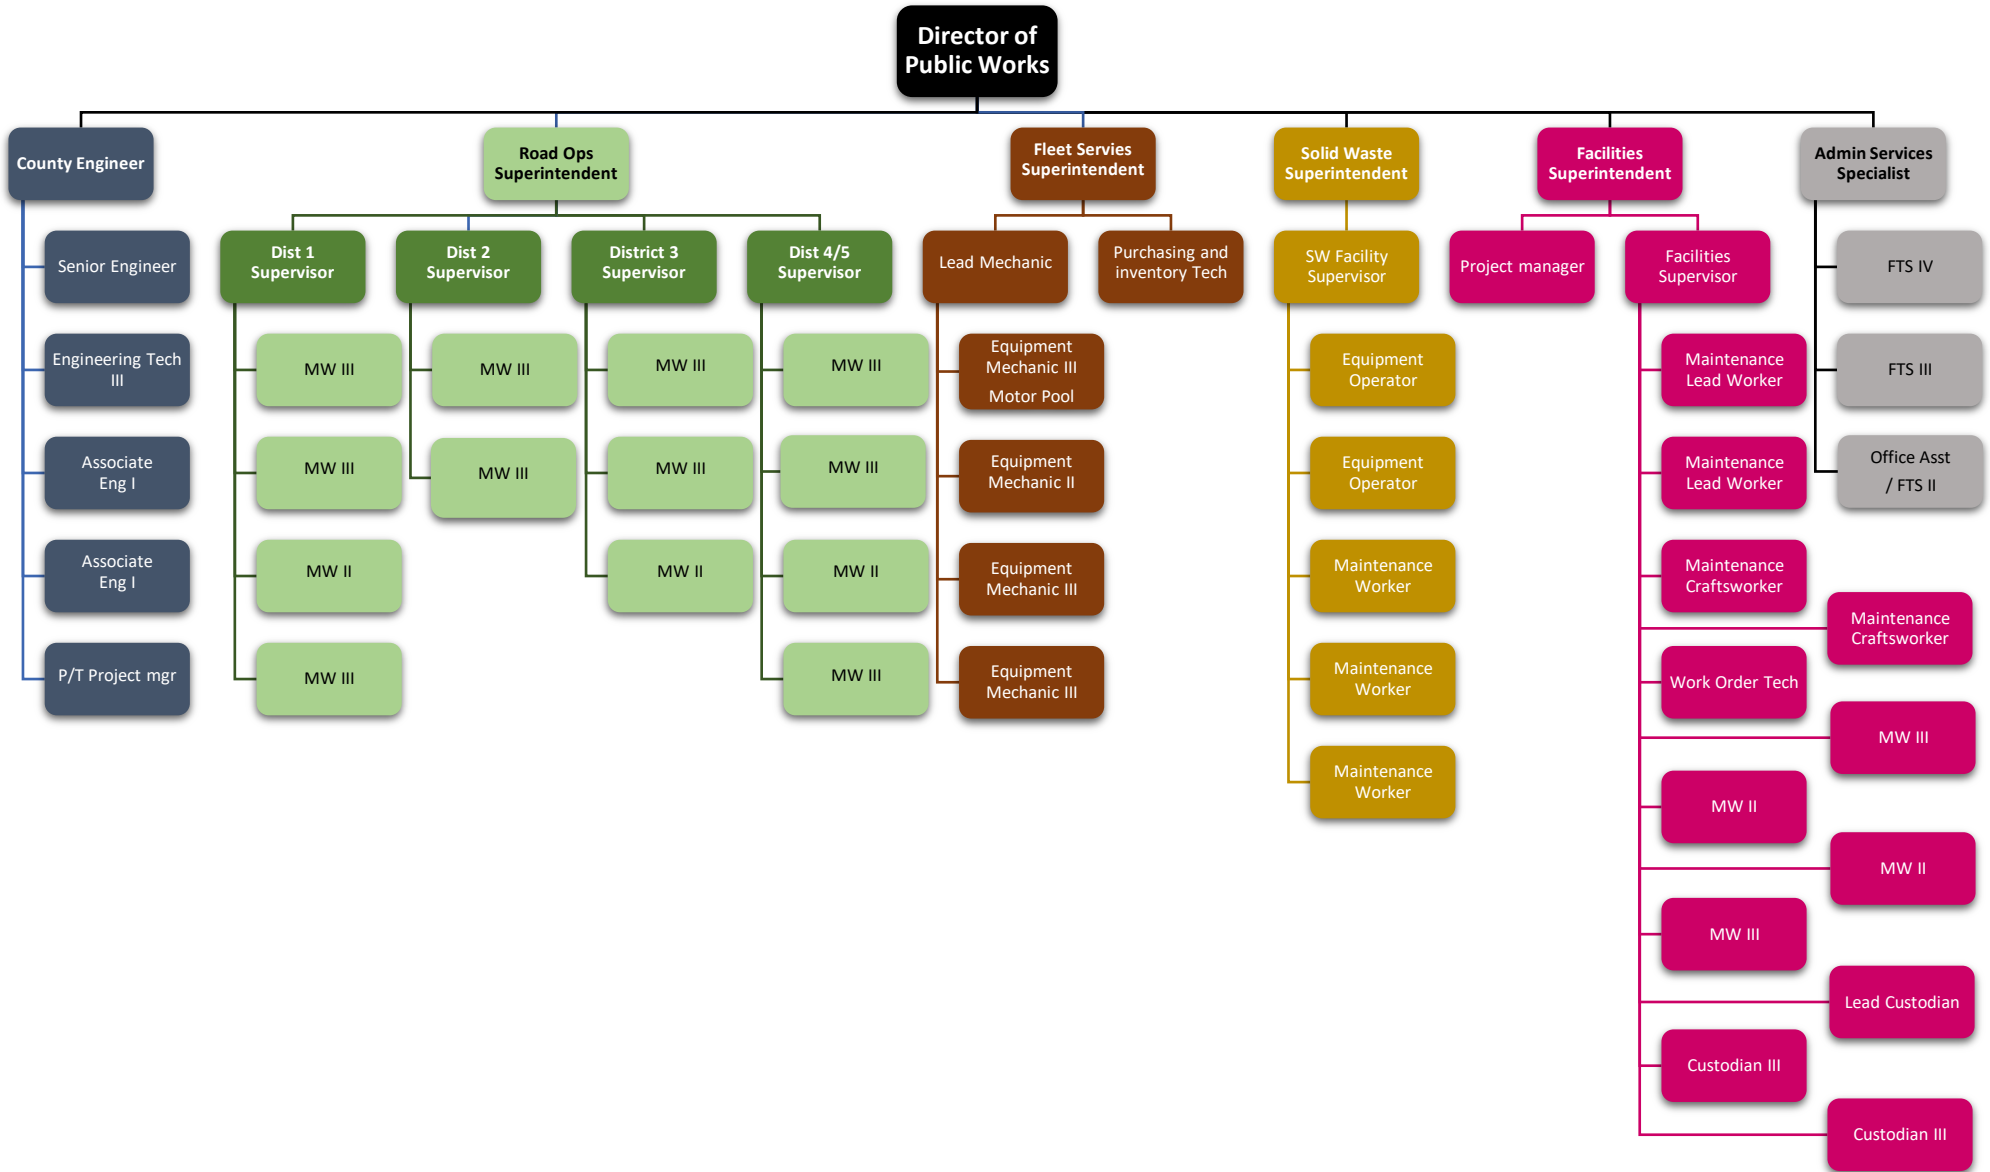 Director of
Public Works
County Engineer
Road Ops
Superintendent
Fleet Servies
Superintendent
Solid Waste
Superintendent
Facilities
Superintendent
Admin Services
Specialist
Senior Engineer
Engineering Tech
III
Associate
Eng I
Associate
Eng I
P/T Project mgr
Dist 1
Supervisor
MW III
MW III
MW II
MW III
Dist 2
Supervisor
MW III
MW III
District 3
Supervisor
MW III
MW III
MW II
Dist 4/5
Supervisor
MW III
MW III
MW II
MW III
Lead Mechanic
Equipment
Mechanic III
Motor Pool
Equipment
Mechanic II
Equipment
Mechanic III
Equipment
Mechanic III
Purchasing and
inventory Tech
SW Facility
Supervisor
Equipment
Operator
Equipment
Operator
Maintenance
Worker
Maintenance
Worker
Maintenance
Worker
Project manager
Facilities
Supervisor
Maintenance
Lead Worker
Maintenance
Lead Worker
Maintenance
Craftsworker
Maintenance
Craftsworker
Work Order Tech
MW III
MW II
MW II
MW III
Lead Custodian
Custodian III
Custodian III
FTS IV
FTS III
Office Asst
/ FTS II